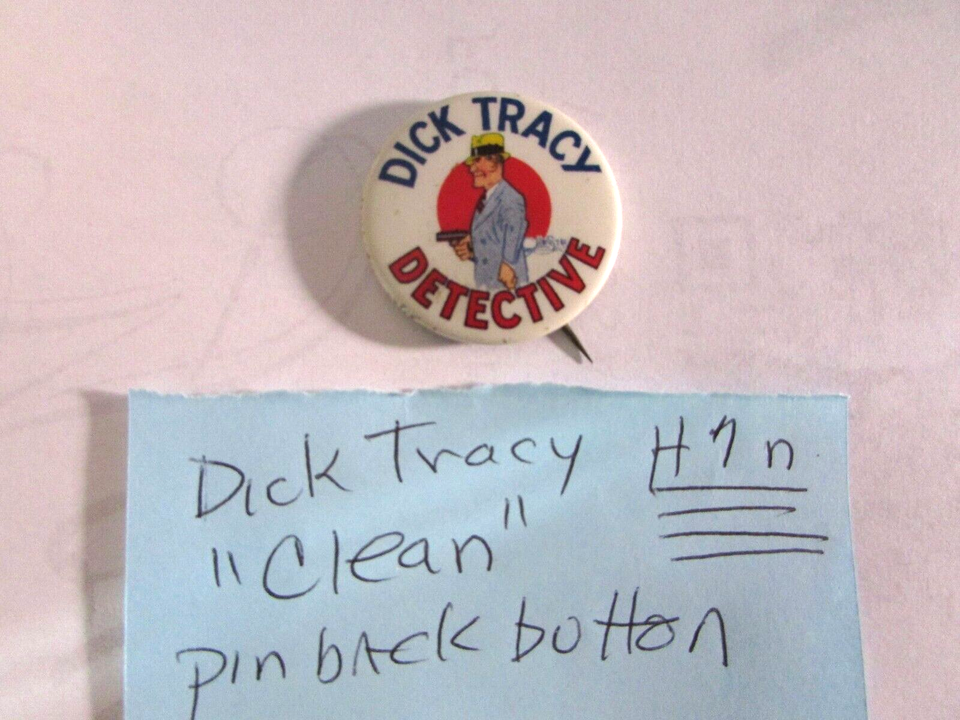 DICK TRACY
DETECTIVE
Dick Tracy
"Clean"
pin back button